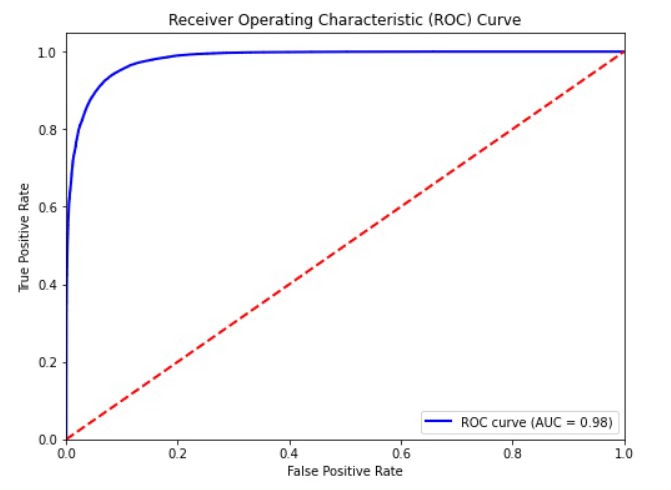 Receiver Operating Characteristic (ROC) Curve
1.0
0.8
0.6
0.4
0.2
0.0
True Positive Rate
ROC curve (AUC = 0.98)
0.0 0.2 0.4 0.6 0.8 1.0
False Positive Rate